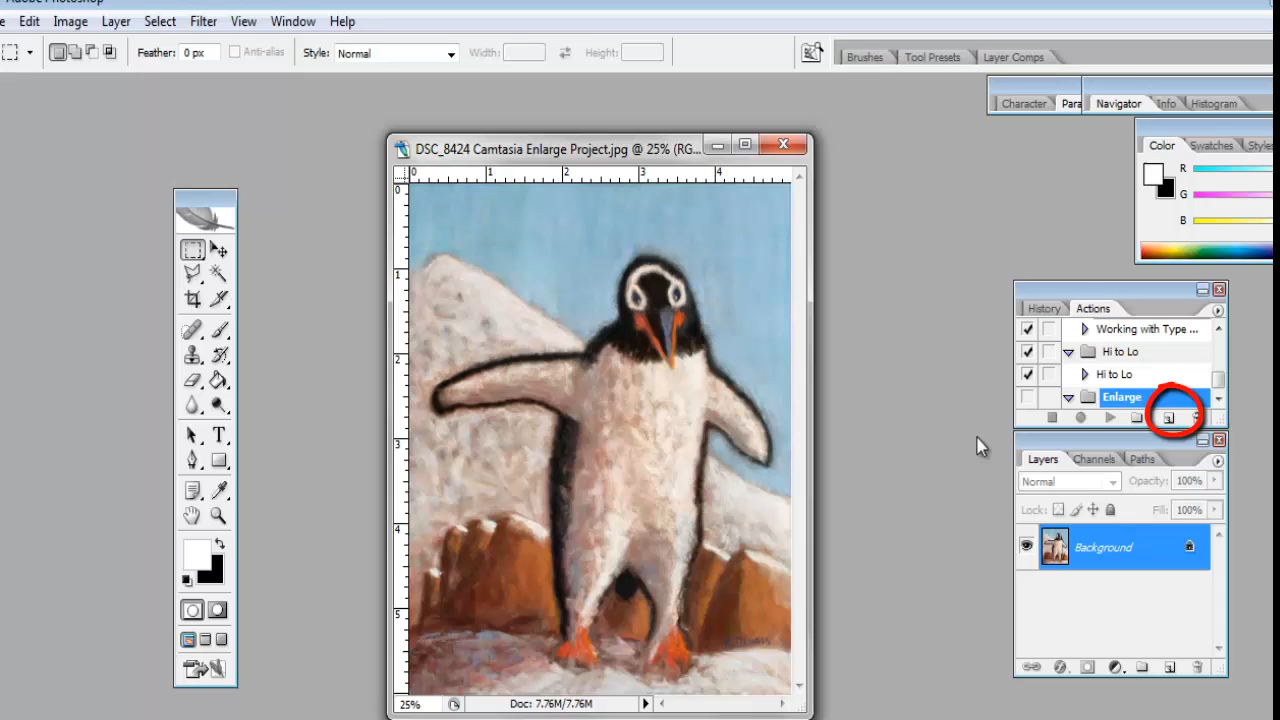 Edit Image Layer Select Filter View Window Help
Feather: 0 px Anti-alias Style: Normal Width: Height:
Brushes Tool Presets Layer Comps
Character Para Navigator Info Histogram
DSC_8424 Camtasia Enlarge Project.jpg @ 25% (RG...
0 1 2 3 4
0
1
2
3
4
5
Color Swatches Styles
R
G
B
History Actions
Working with Type ...
Hi to Lo
Hi to Lo
Enlarge
Layers Channels Paths
Normal Opacity: 100%
Lock: Fill: 100%
Background
T
25% Doc: 7.76M/7.76M